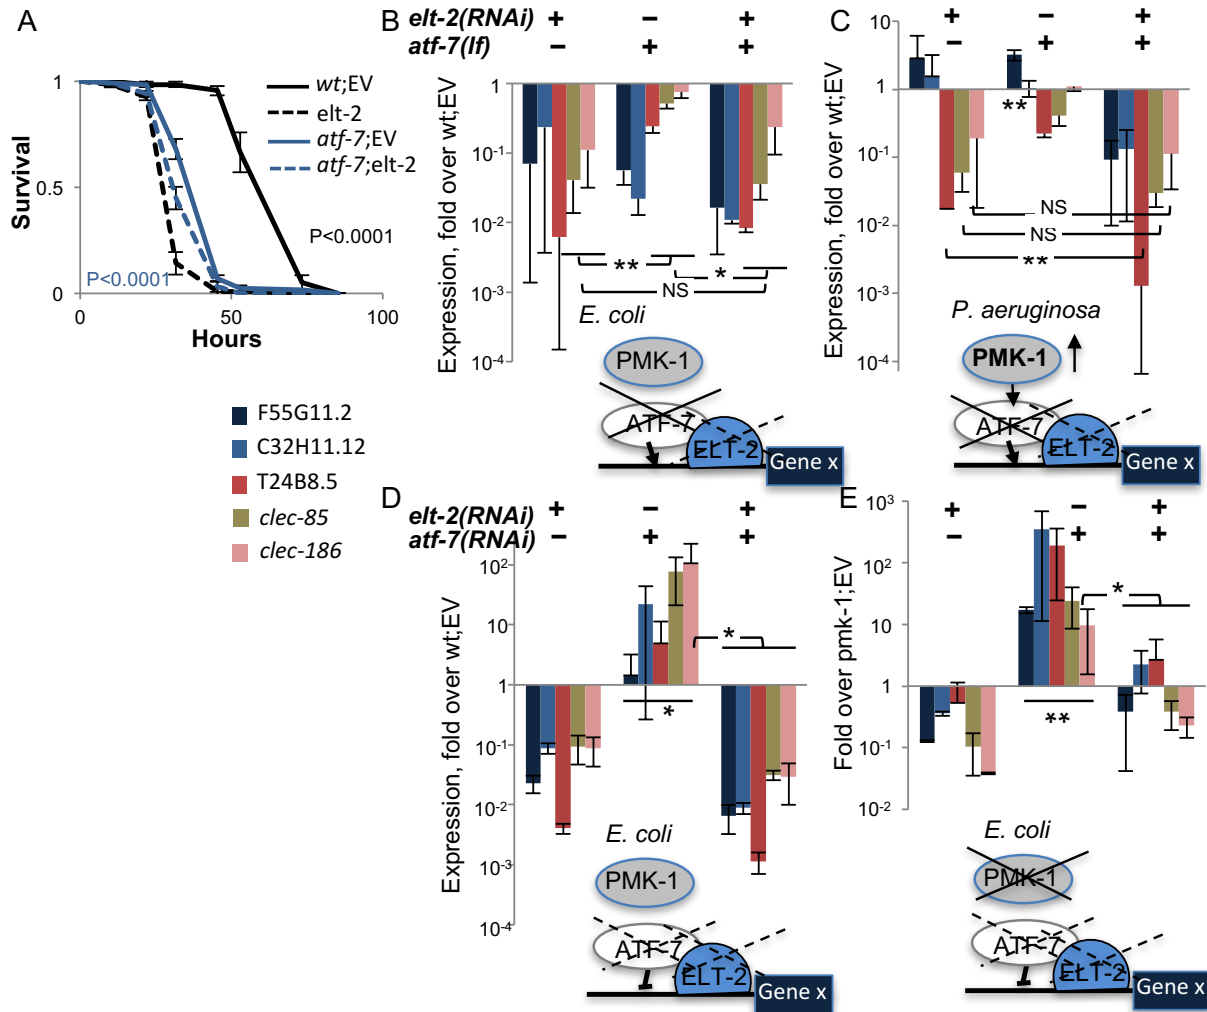 A
1
0.5
0
0
50
100
Survival
Hours
wt;EV
elt-2
atf-7;EV
atf-7;elt-2
P<0.0001
P<0.0001
F55G11.2
C32H11.12
T24B8.5
clec-85
clec-186
B
elt-2(RNAi) + − +
atf-7(lf) − + +
Expression, fold over wt;EV
1
10-1
10-2
10-3
10-4
**
*
NS
E. coli
PMK-1
ATF-7
ELT-2
Gene x
C
+ − +
− + +
Expression, fold over wt;EV
10
1
10-1
10-2
10-3
10-4
**
NS
NS
**
P. aeruginosa
PMK-1
ATF-7
ELT-2
Gene x
D
elt-2(RNAi) + − +
atf-7(RNAi) − + +
Expression, fold over wt;EV
102
10
1
10-1
10-2
10-3
10-4
*
*
E. coli
PMK-1
ATF-7
ELT-2
Gene x
E
+ − +
− + +
Fold over pmk-1;EV
103
102
10
1
10-1
10-2
*
**
E. coli
PMK-1
ATF-7
ELT-2
Gene x